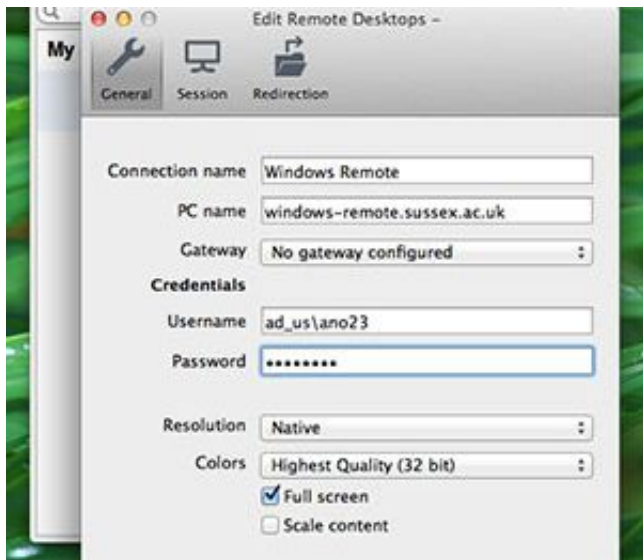 Edit Remote Desktops –
My
General Session Redirection
Connection name Windows Remote
PC name windows-remote.sussex.ac.uk
Gateway No gateway configured
Credentials
Username ad_us\ano23
Password ••••••••
Resolution Native
Colors Highest Quality (32 bit)
Full screen
Scale content